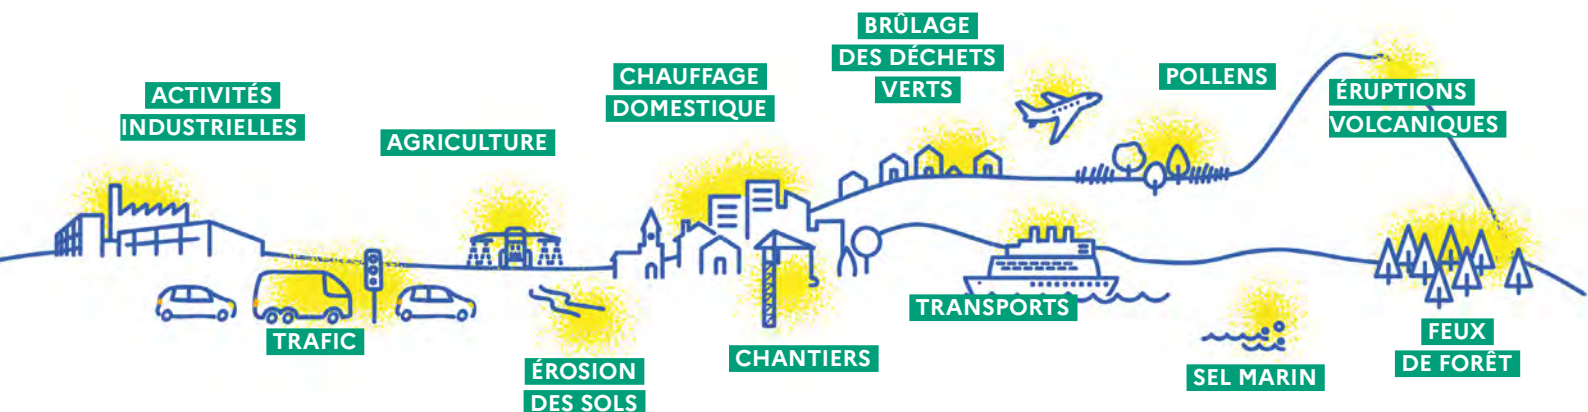 ACTIVITÉS
INDUSTRIELLES
TRAFIC
AGRICULTURE
ÉROSION
DES SOLS
CHAUFFAGE
DOMESTIQUE
CHANTIERS
BRÛLAGE
DES DÉCHETS
VERTS
TRANSPORTS
POLLENS
SEL MARIN
ÉRUPTIONS
VOLCANIQUES
FEUX
DE FORÊT